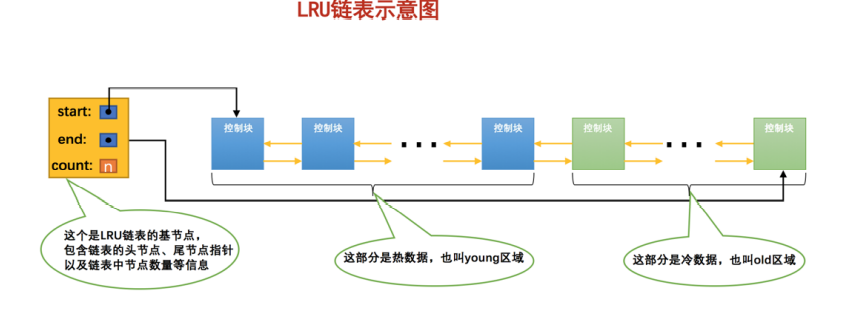 LRU链表示意图
start:
end:
count: n
控制块
控制块
控制块
控制块
控制块
这个是LRU链表的基节点，
包含链表的头节点、尾节点指针
以及链表中节点数量等信息
这部分是热数据，也叫young区域
这部分是冷数据，也叫old区域